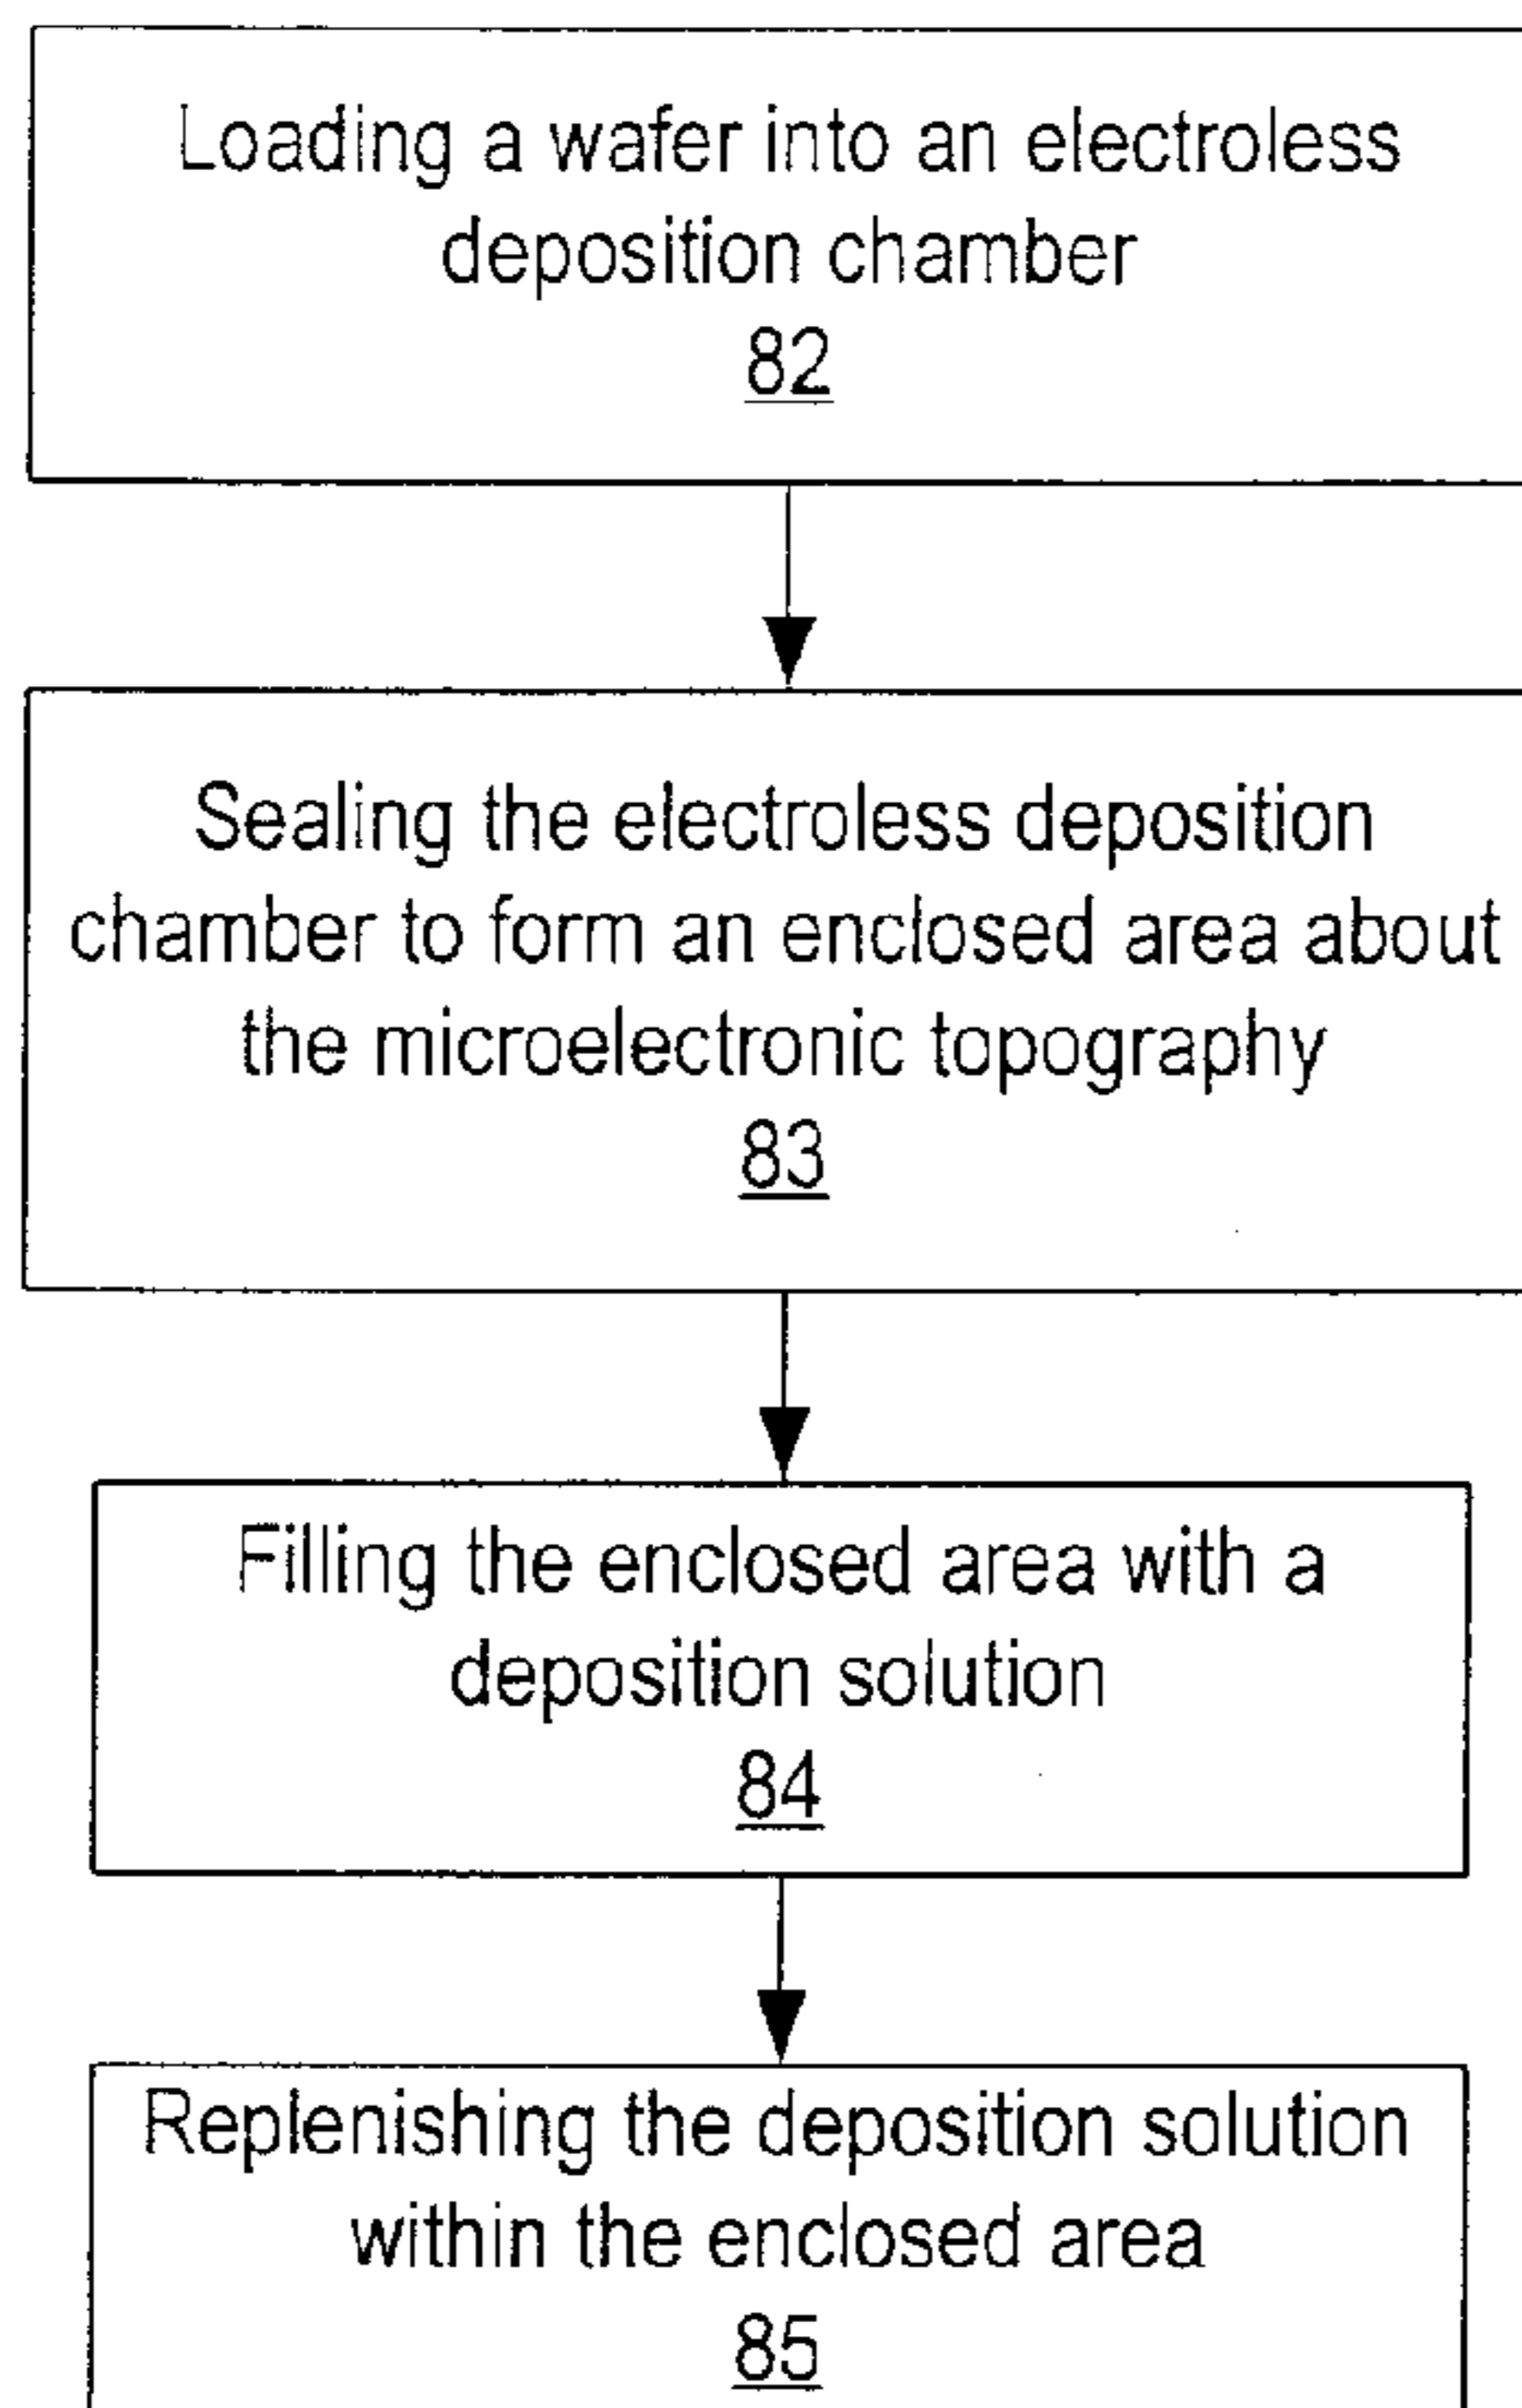 Loading a wafer into an electroless
deposition chamber
82
Sealing the electroless deposition
chamber to form an enclosed area about
the microelectronic topography
83
Filling the enclosed area with a
deposition solution
84
Replenishing the deposition solution
within the enclosed area
85